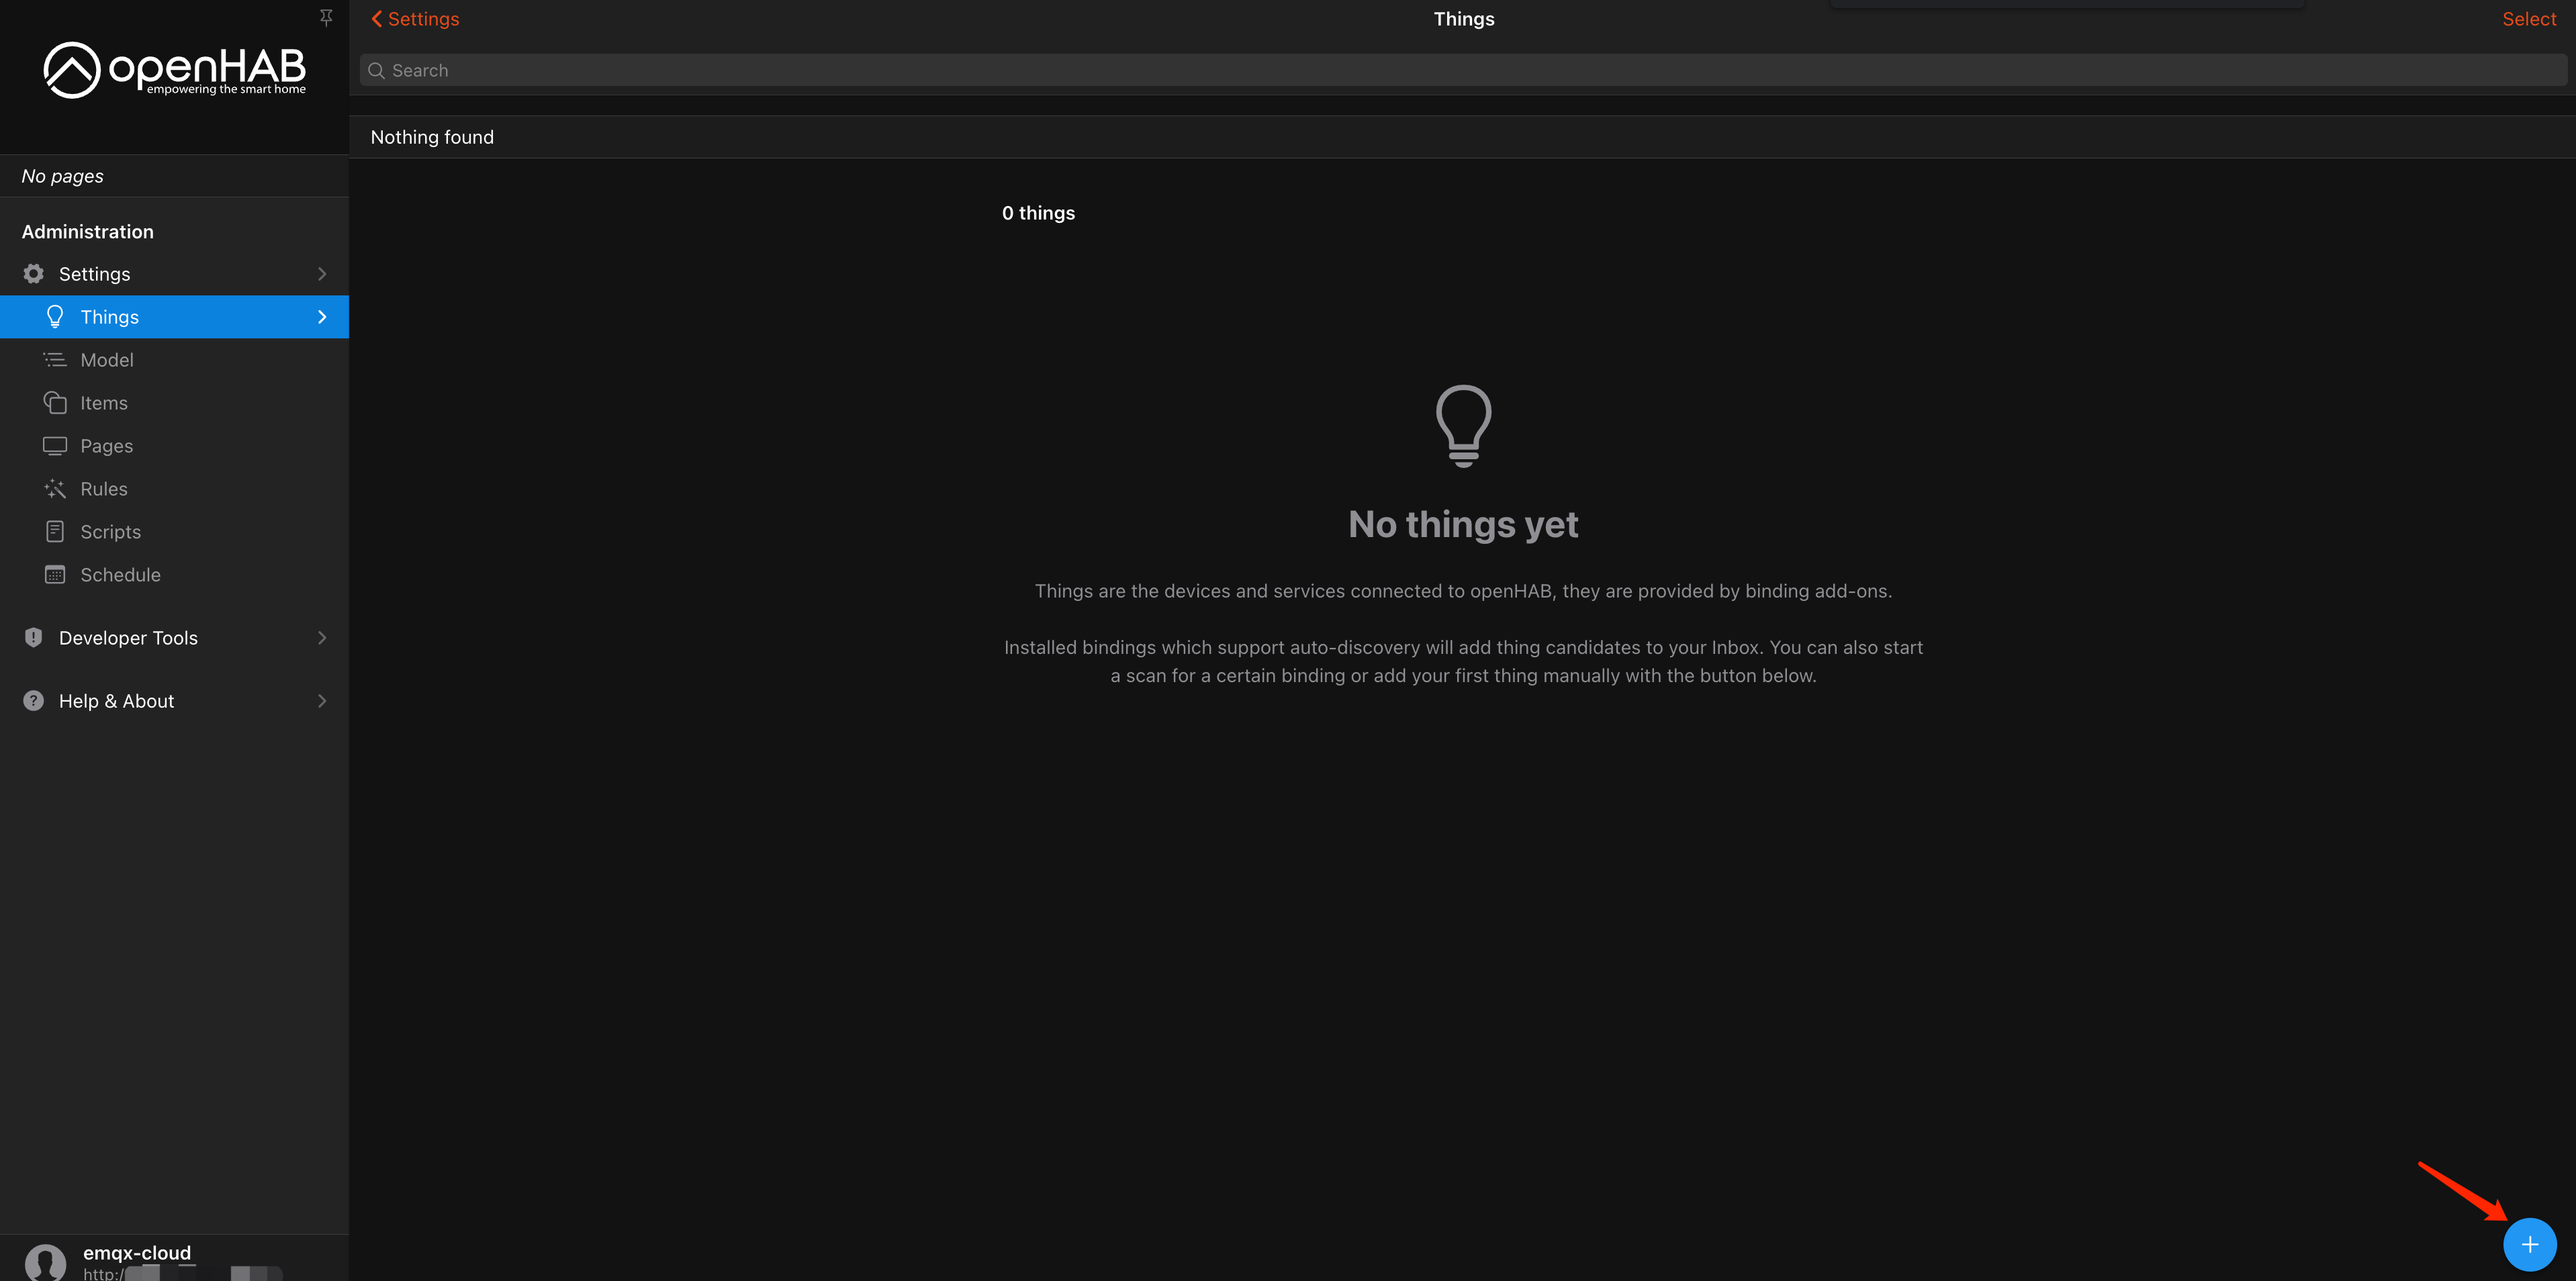 openHAB
empowering the smart home
No pages
Administration
Settings
Things
Model
Items
Pages
Rules
Scripts
Schedule
Developer Tools
Help & About
emqx-cloud
http:/
Settings
Things
Select
Search
Nothing found
0 things
No things yet
Things are the devices and services connected to openHAB, they are provided by binding add-ons.
Installed bindings which support auto-discovery will add thing candidates to your Inbox. You can also start
a scan for a certain binding or add your first thing manually with the button below.